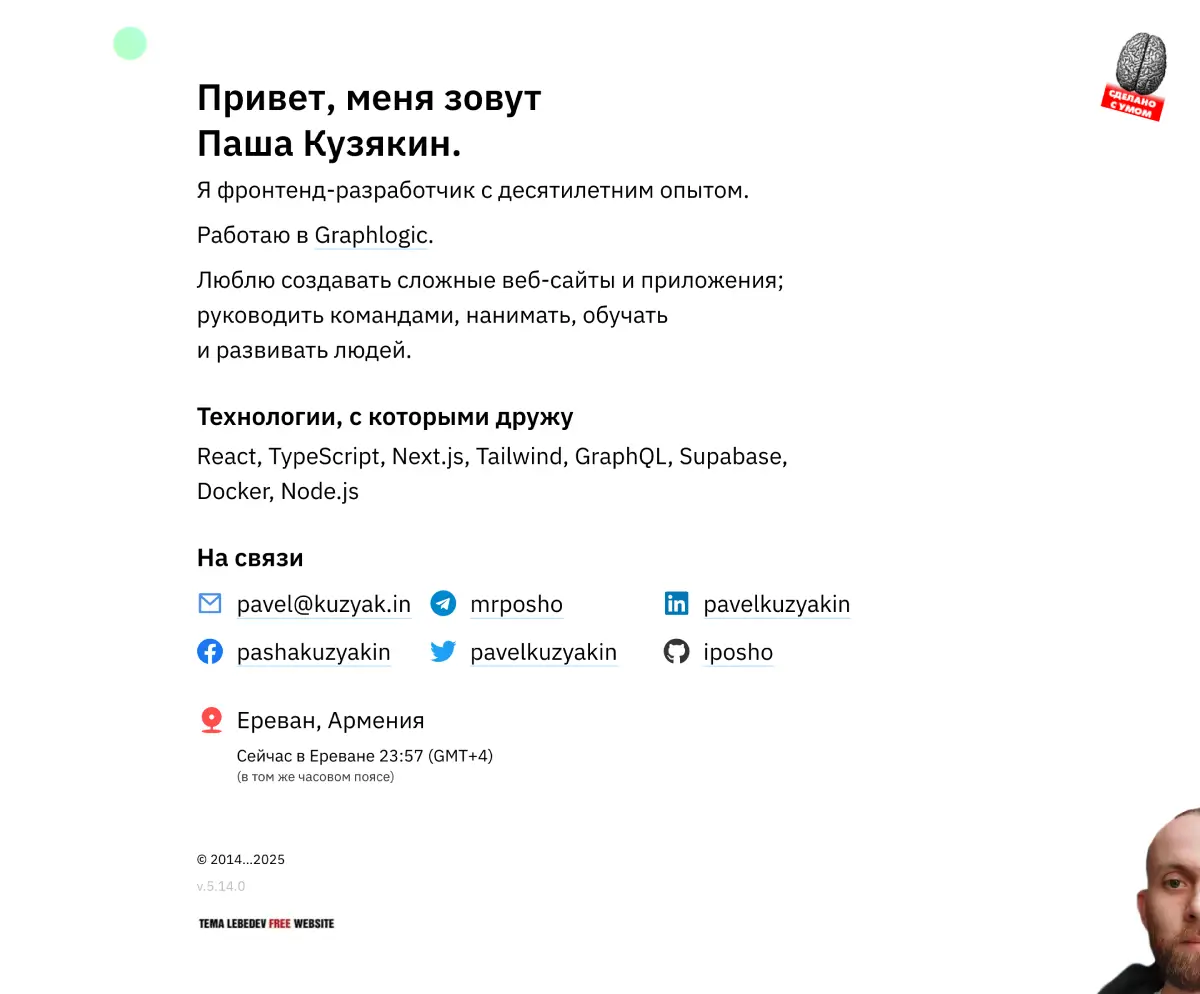 СДЕЛАНО
С УМОМ
Привет, меня зовут
Паша Кузякин.
Я фронтенд-разработчик с десятилетним опытом.
Работаю в Graphlogic.
Люблю создавать сложные веб-сайты и приложения;
руководить командами, нанимать, обучать
и развивать людей.
Технологии, с которыми дружу
React, TypeScript, Next.js, Tailwind, GraphQL, Supabase,
Docker, Node.js
На связи
pavel@kuzyak.in mrposho pavelkuzyakin
pashakuzyakin pavelkuzyakin iposho
Ереван, Армения
Сейчас в Ереване 23:57 (GMT+4)
(в том же часовом поясе)
© 2014...2025
v.5.14.0
TEMA LEBEDEV FREE WEBSITE